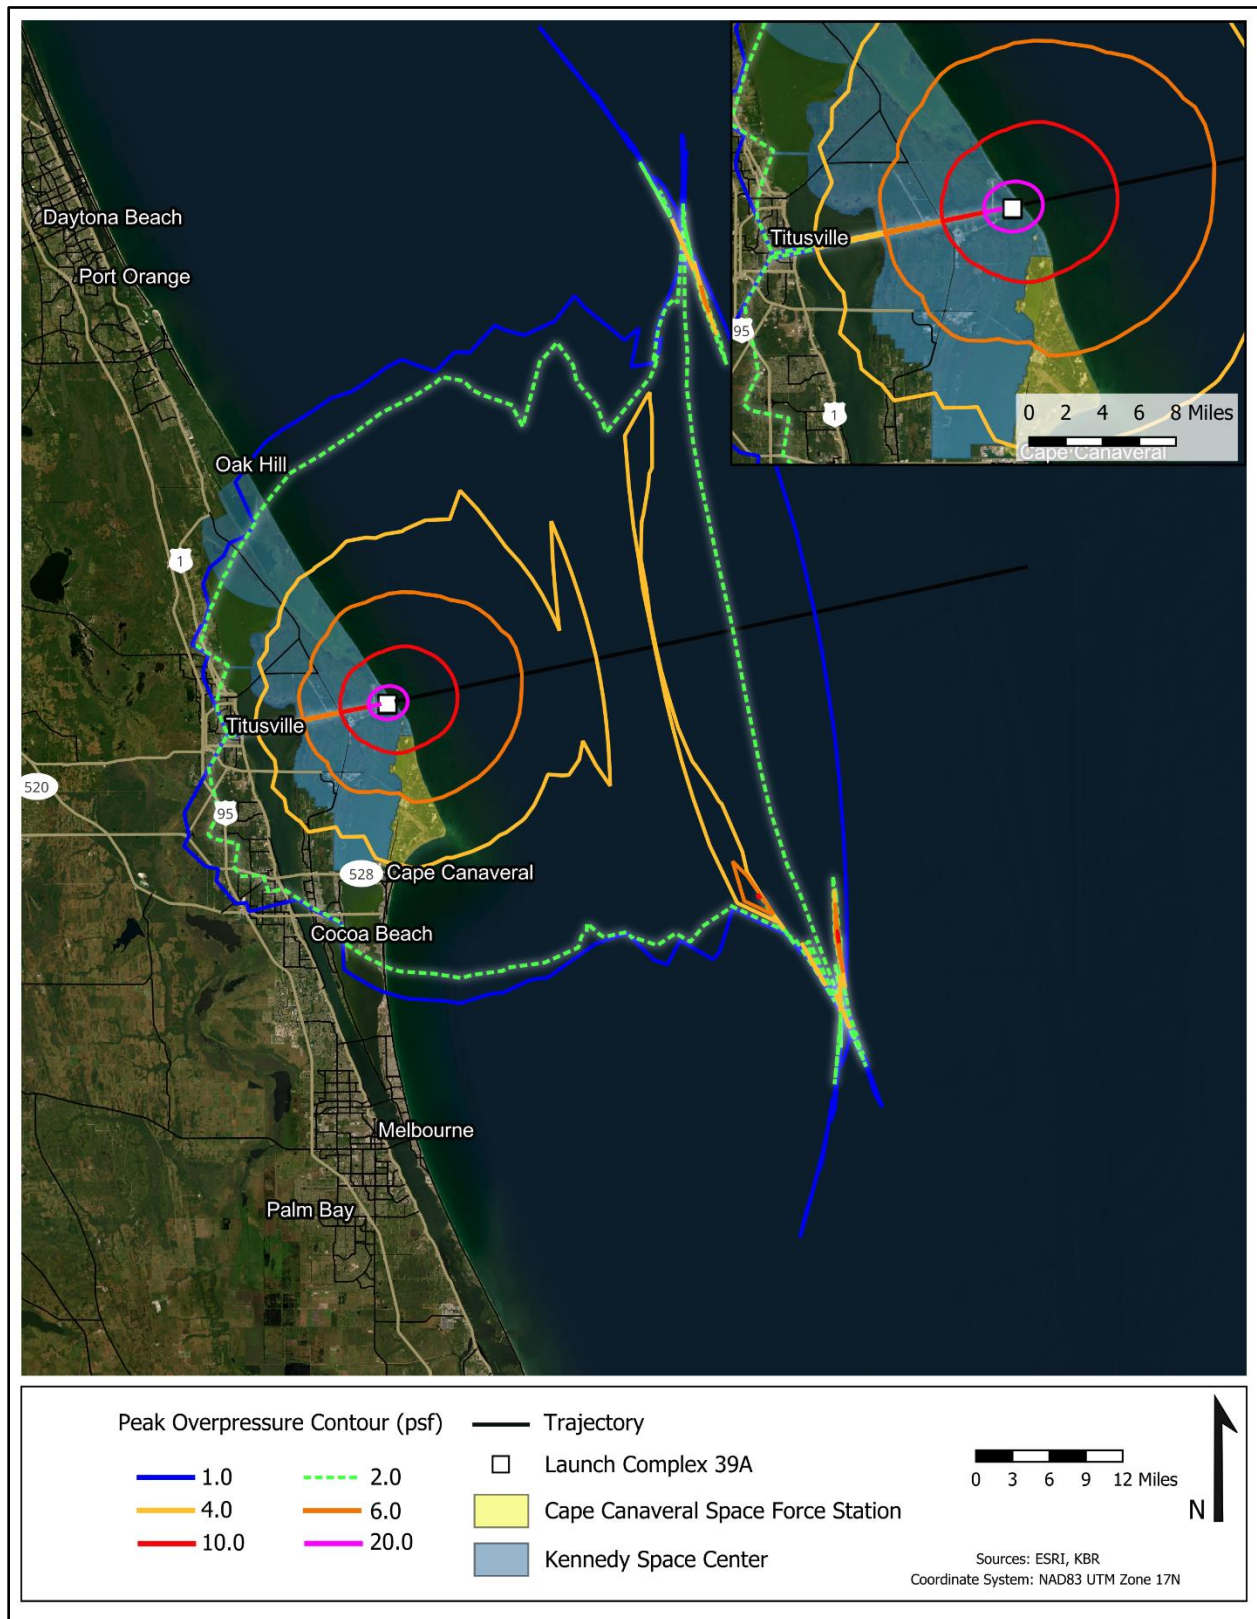 Daytona Beach
Port Orange
Oak Hill
1
Titusville
520
95
528
Cape Canaveral
Cocoa Beach
Melbourne
Palm Bay
Titusville
95
1
0 2 4 6 8 Miles
Cape Canaveral
Peak Overpressure Contour (psf)
1.0
2.0
4.0
6.0
10.0
20.0
Trajectory
Launch Complex 39A
Cape Canaveral Space Force Station
Kennedy Space Center
0 3 6 9 12 Miles
N
Sources: ESRI, KBR
Coordinate System: NAD83 UTM Zone 17N